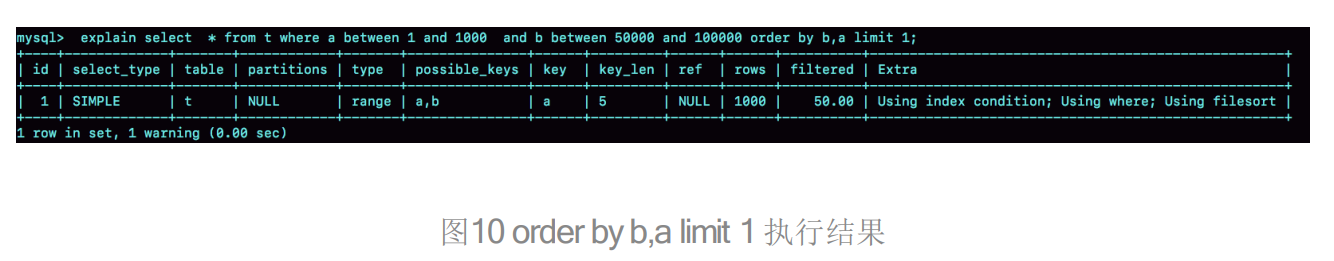 mysql>  explain select  * from t where a between 1 and 1000  and b between 50000 and 100000 order by b,a limit 1;
| id | select_type | table | partitions | type  | possible_keys | key  | key_len | ref  | rows | filtered | Extra                                              |
|  1 | SIMPLE      | t     | NULL       | range | a,b           | a    | 5       | NULL | 1000 |    50.00 | Using index condition; Using where; Using filesort |
1 row in set, 1 warning (0.00 sec)
图10 order by b,a limit 1 执行结果